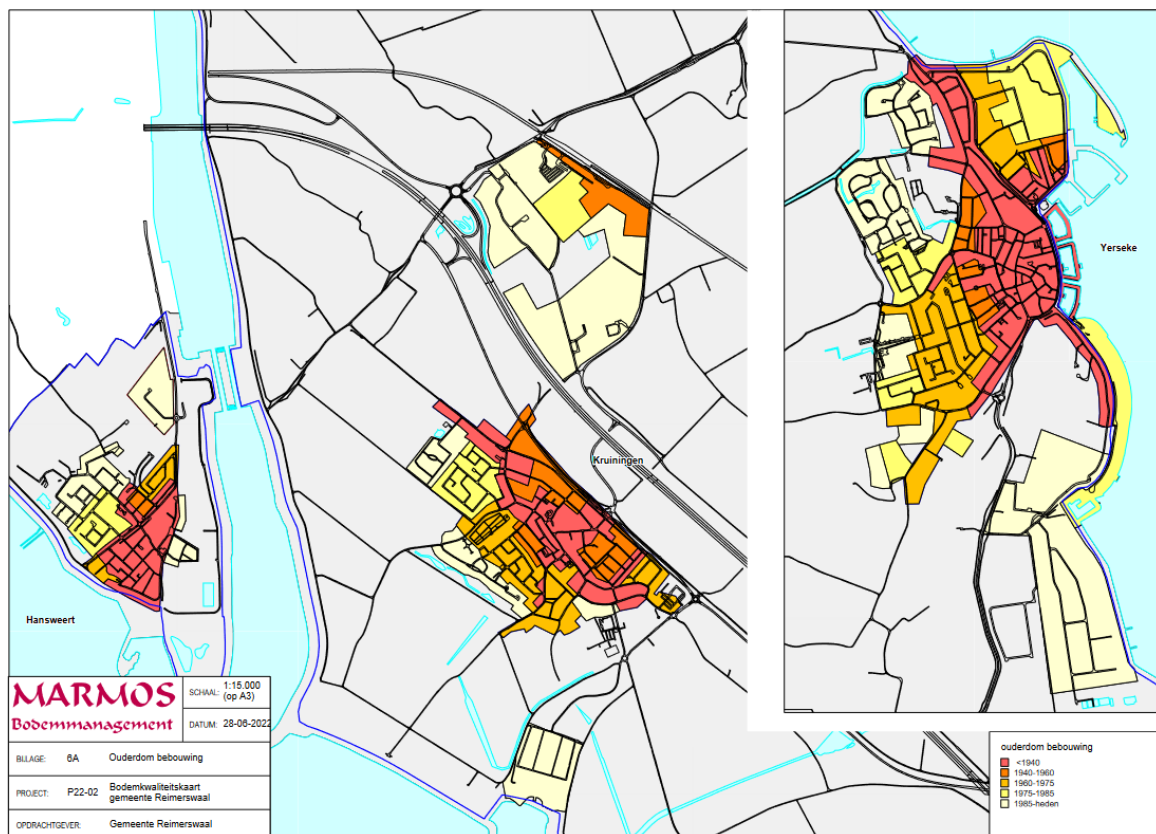 Yerseke
Kruiningen
Hansweert
MARMOS
Bodemmanagement
SCHAAL: 1:15.000
(op A3)
DATUM: 28-06-2022
BIJLAGE: 6A Ouderdom bebouwing
PROJECT: P22-02 Bodemkwaliteitskaart
gemeente Reimerswaal
OPDRACHTGEVER: Gemeente Reimerswaal
ouderdom bebouwing
<1940
1940-1960
1960-1975
1975-1985
1985-heden